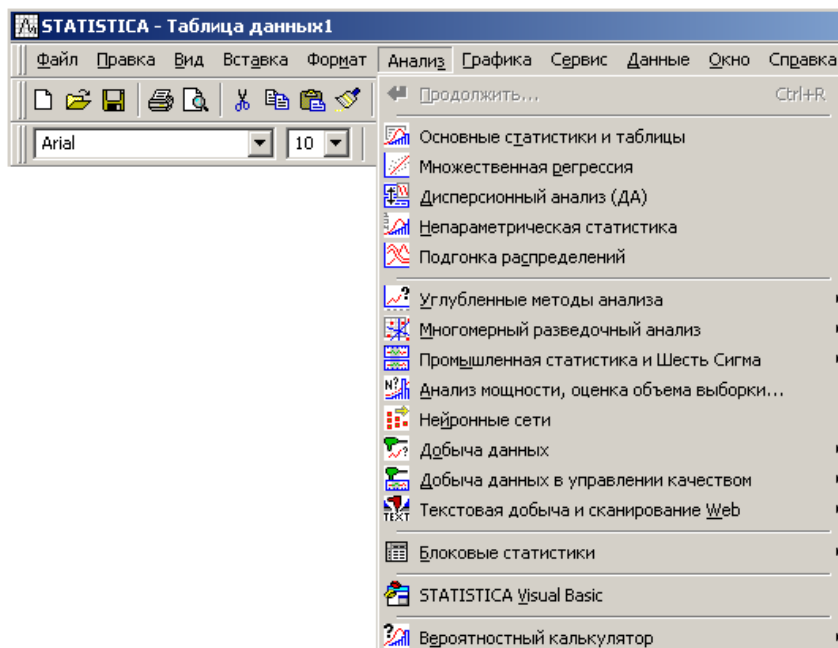 STATISTICA - Таблица данных1
Файл Правка Вид Вставка Формат Анализ Графика Сервис Данные Окно Справка
Продолжить... Ctrl+R
Arial 10
Основные статистики и таблицы
Множественная регрессия
Дисперсионный анализ (ДА)
Непараметрическая статистика
Подгонка распределений
Углубленные методы анализа
Многомерный разведочный анализ
Промышленная статистика и Шесть Сигма
Анализ мощности, оценка объема выборки...
Нейронные сети
Добыча данных
Добыча данных в управлении качеством
TEXT Текстовая добыча и сканирование Web
Блоковые статистики
STATISTICA Visual Basic
Вероятностный калькулятор